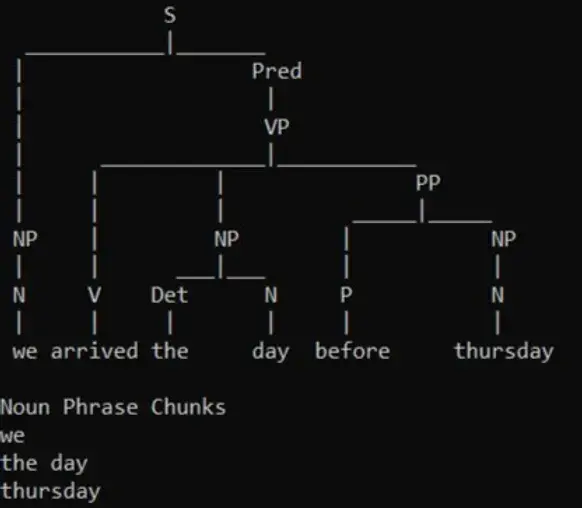 S
Pred
VP
PP
NP NP NP
N V Det N P N
we arrived the day before thursday
Noun Phrase Chunks
we
the day
thursday